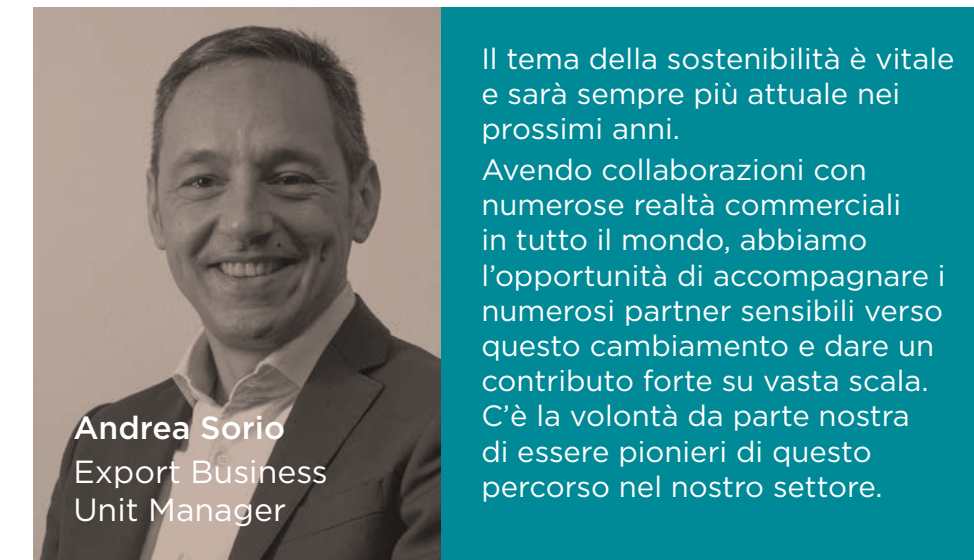 Andrea Sorio
Export Business
Unit Manager
Il tema della sostenibilità è vitale
e sarà sempre più attuale nei
prossimi anni.
Avendo collaborazioni con
numerose realtà commerciali
in tutto il mondo, abbiamo
l’opportunità di accompagnare i
numerosi partner sensibili verso
questo cambiamento e dare un
contributo forte su vasta scala.
C’è la volontà da parte nostra
di essere pionieri di questo
percorso nel nostro settore.